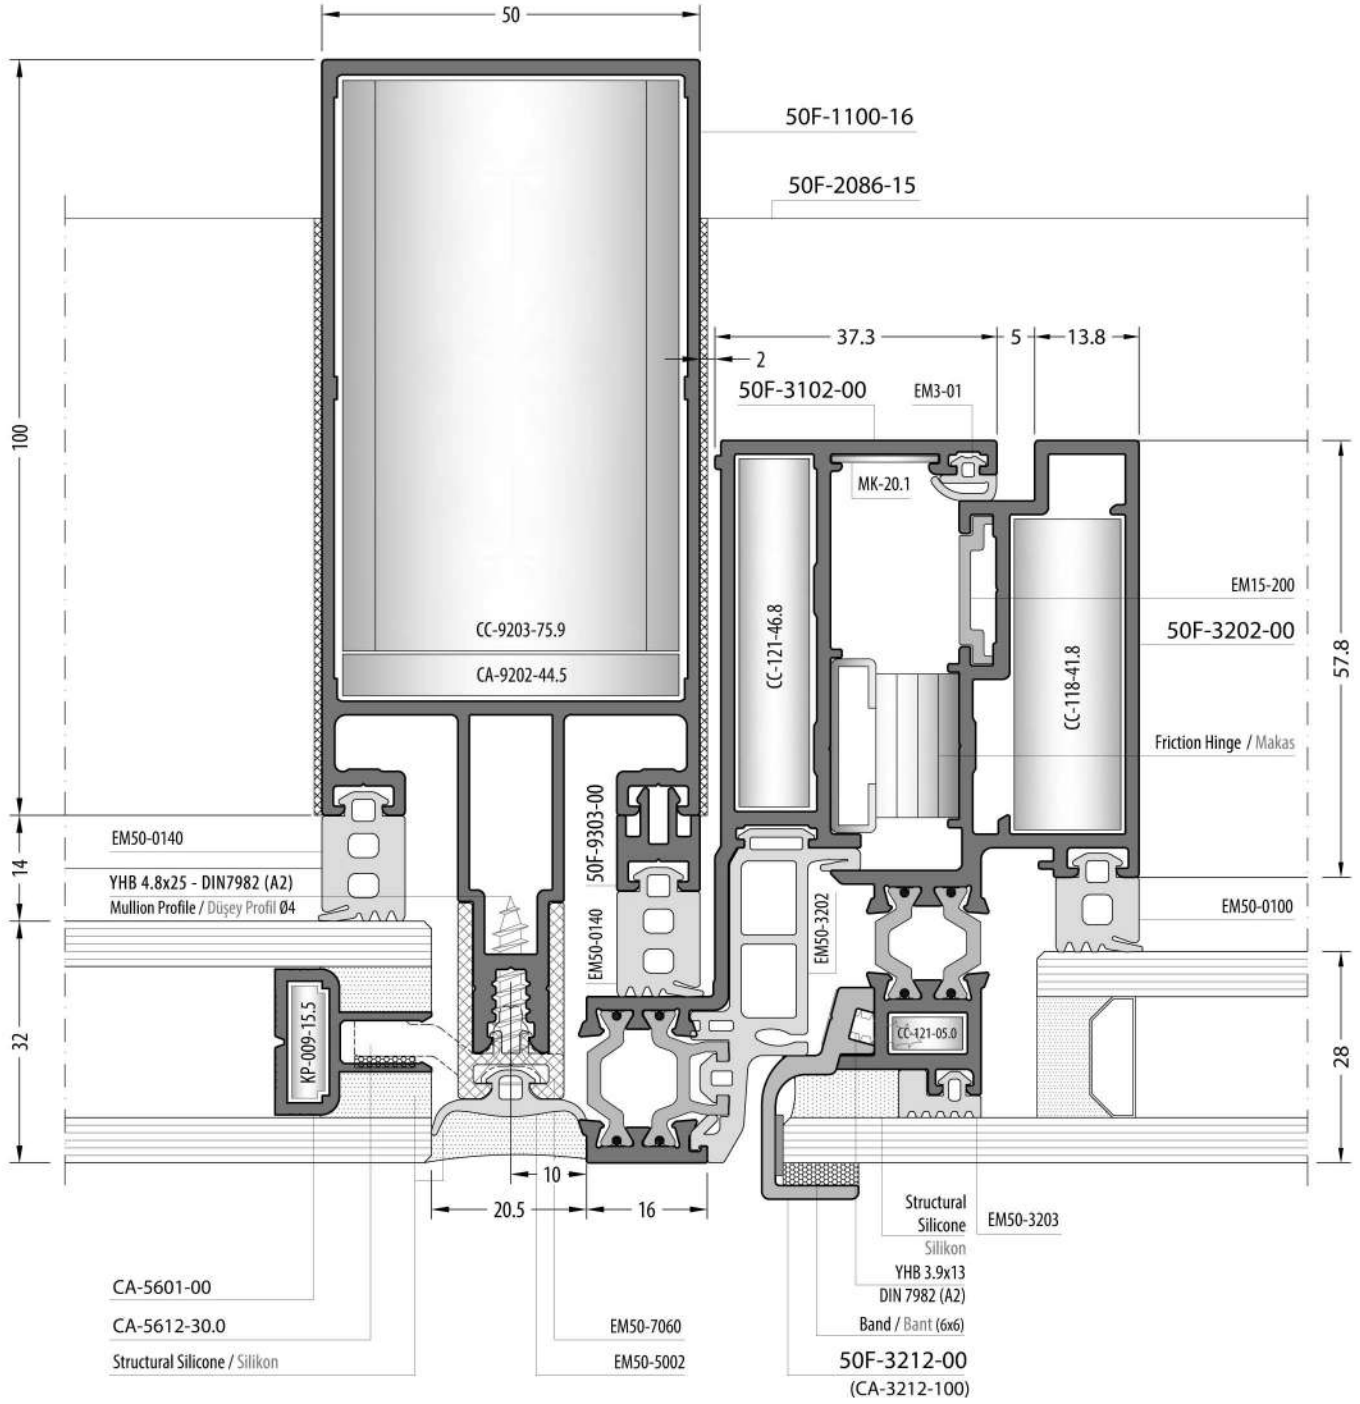 50
50F-1100-16
50F-2086-15
37.3
5
13.8
2
50F-3102-00
EM3-01
100
MK-20.1
EM15-200
50F-3202-00
CC-9203-75.9
CA-9202-44.5
CC-121-46.8
CC-118-41.8
57.8
Friction Hinge / Makas
50F-9303-00
EM50-0140
14
YHB 4.8x25 - DIN7982 (A2)
Mullion Profile / Düşey Profil Ø4
EM50-0140
EM50-3202
EM50-0100
32
KP-009-15.5
CC-121-05.0
28
10
20.5
16
Structural
Silicone
Silikon
EM50-3203
YHB 3.9x13
DIN 7982 (A2)
CA-5601-00
CA-5612-30.0
EM50-7060
Band / Bant (6x6)
Structural Silicone / Silikon
EM50-5002
50F-3212-00
(CA-3212-100)